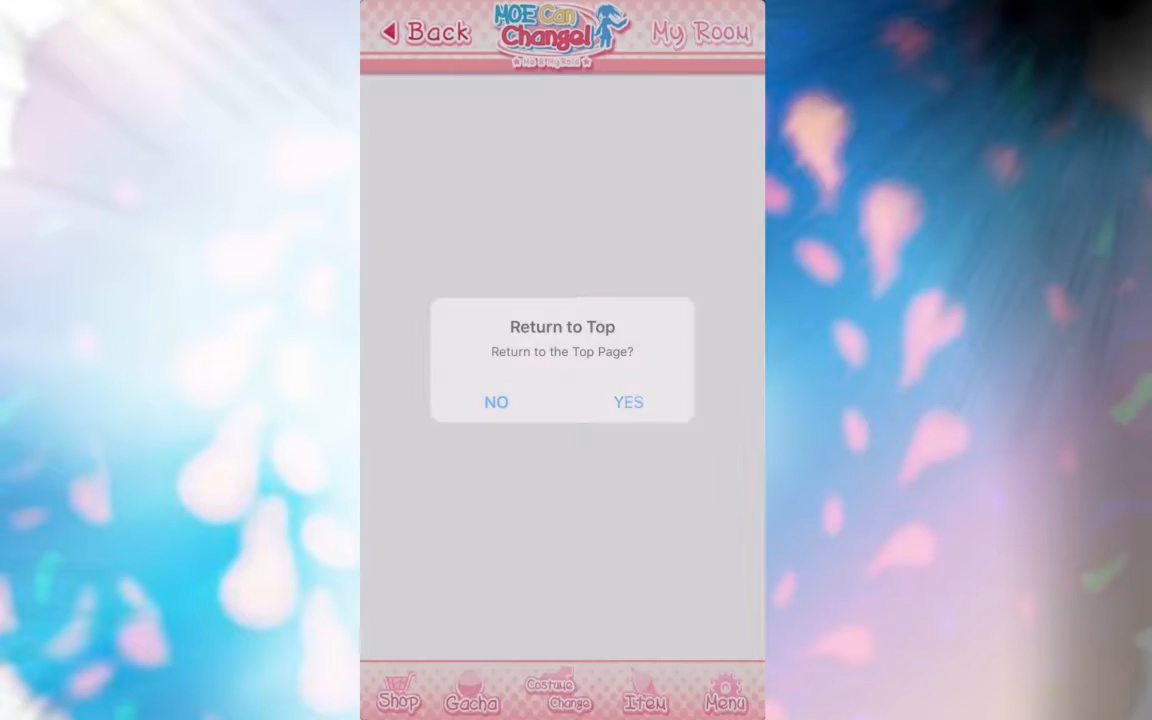 Back
MOE Can
Change!
My Room
Return to Top
Return to the Top Page?
NO
YES
Shop
Gacha
Costume
Change
Item
Menu